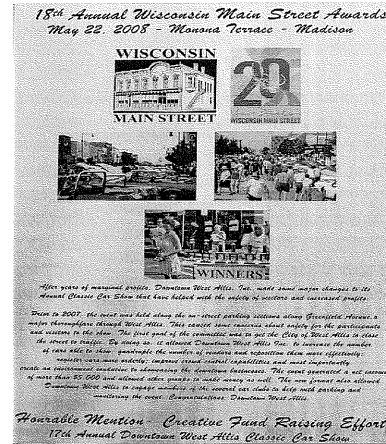 18th Annual Wisconsin Main Street Awards
May 22, 2008 - Monona Terrace - Madison
WISCONSIN
MAIN STREET
20
WISCONSIN MAIN STREET
WINNERS
After years of marginal profits, Downtown West Allis, Inc. made some major changes to its
Annual Classic Car Show that have helped with the safety of visitors and increased profits.
Prior to 2007, the event was held along the on-street parking sections along Greenfield Avenue, a
major thoroughfare through West Allis. This caused some concerns about safety for the participants
and visitors to the show. The first goal of the committee was to get the City of West Allis to close
the street to traffic. By doing so, it allowed Downtown West Allis Inc. to increase the number
of cars able to show; quadruple the number of vendors and reposition them more effectively;
register cars more orderly; improve crowd control capabilities and most importantly
create an environment conducive to showcasing the downtown businesses. The event generated a net income
of more than $5,000 and allowed other groups to make money as well. The new format also allowed
Downtown West Allis to engage members of the several car clubs to help with parking and
monitoring the event. Congratulations, Downtown West Allis.
Honorable Mention - Creative Fund Raising Effort
17th Annual Downtown West Allis Classic Car Show